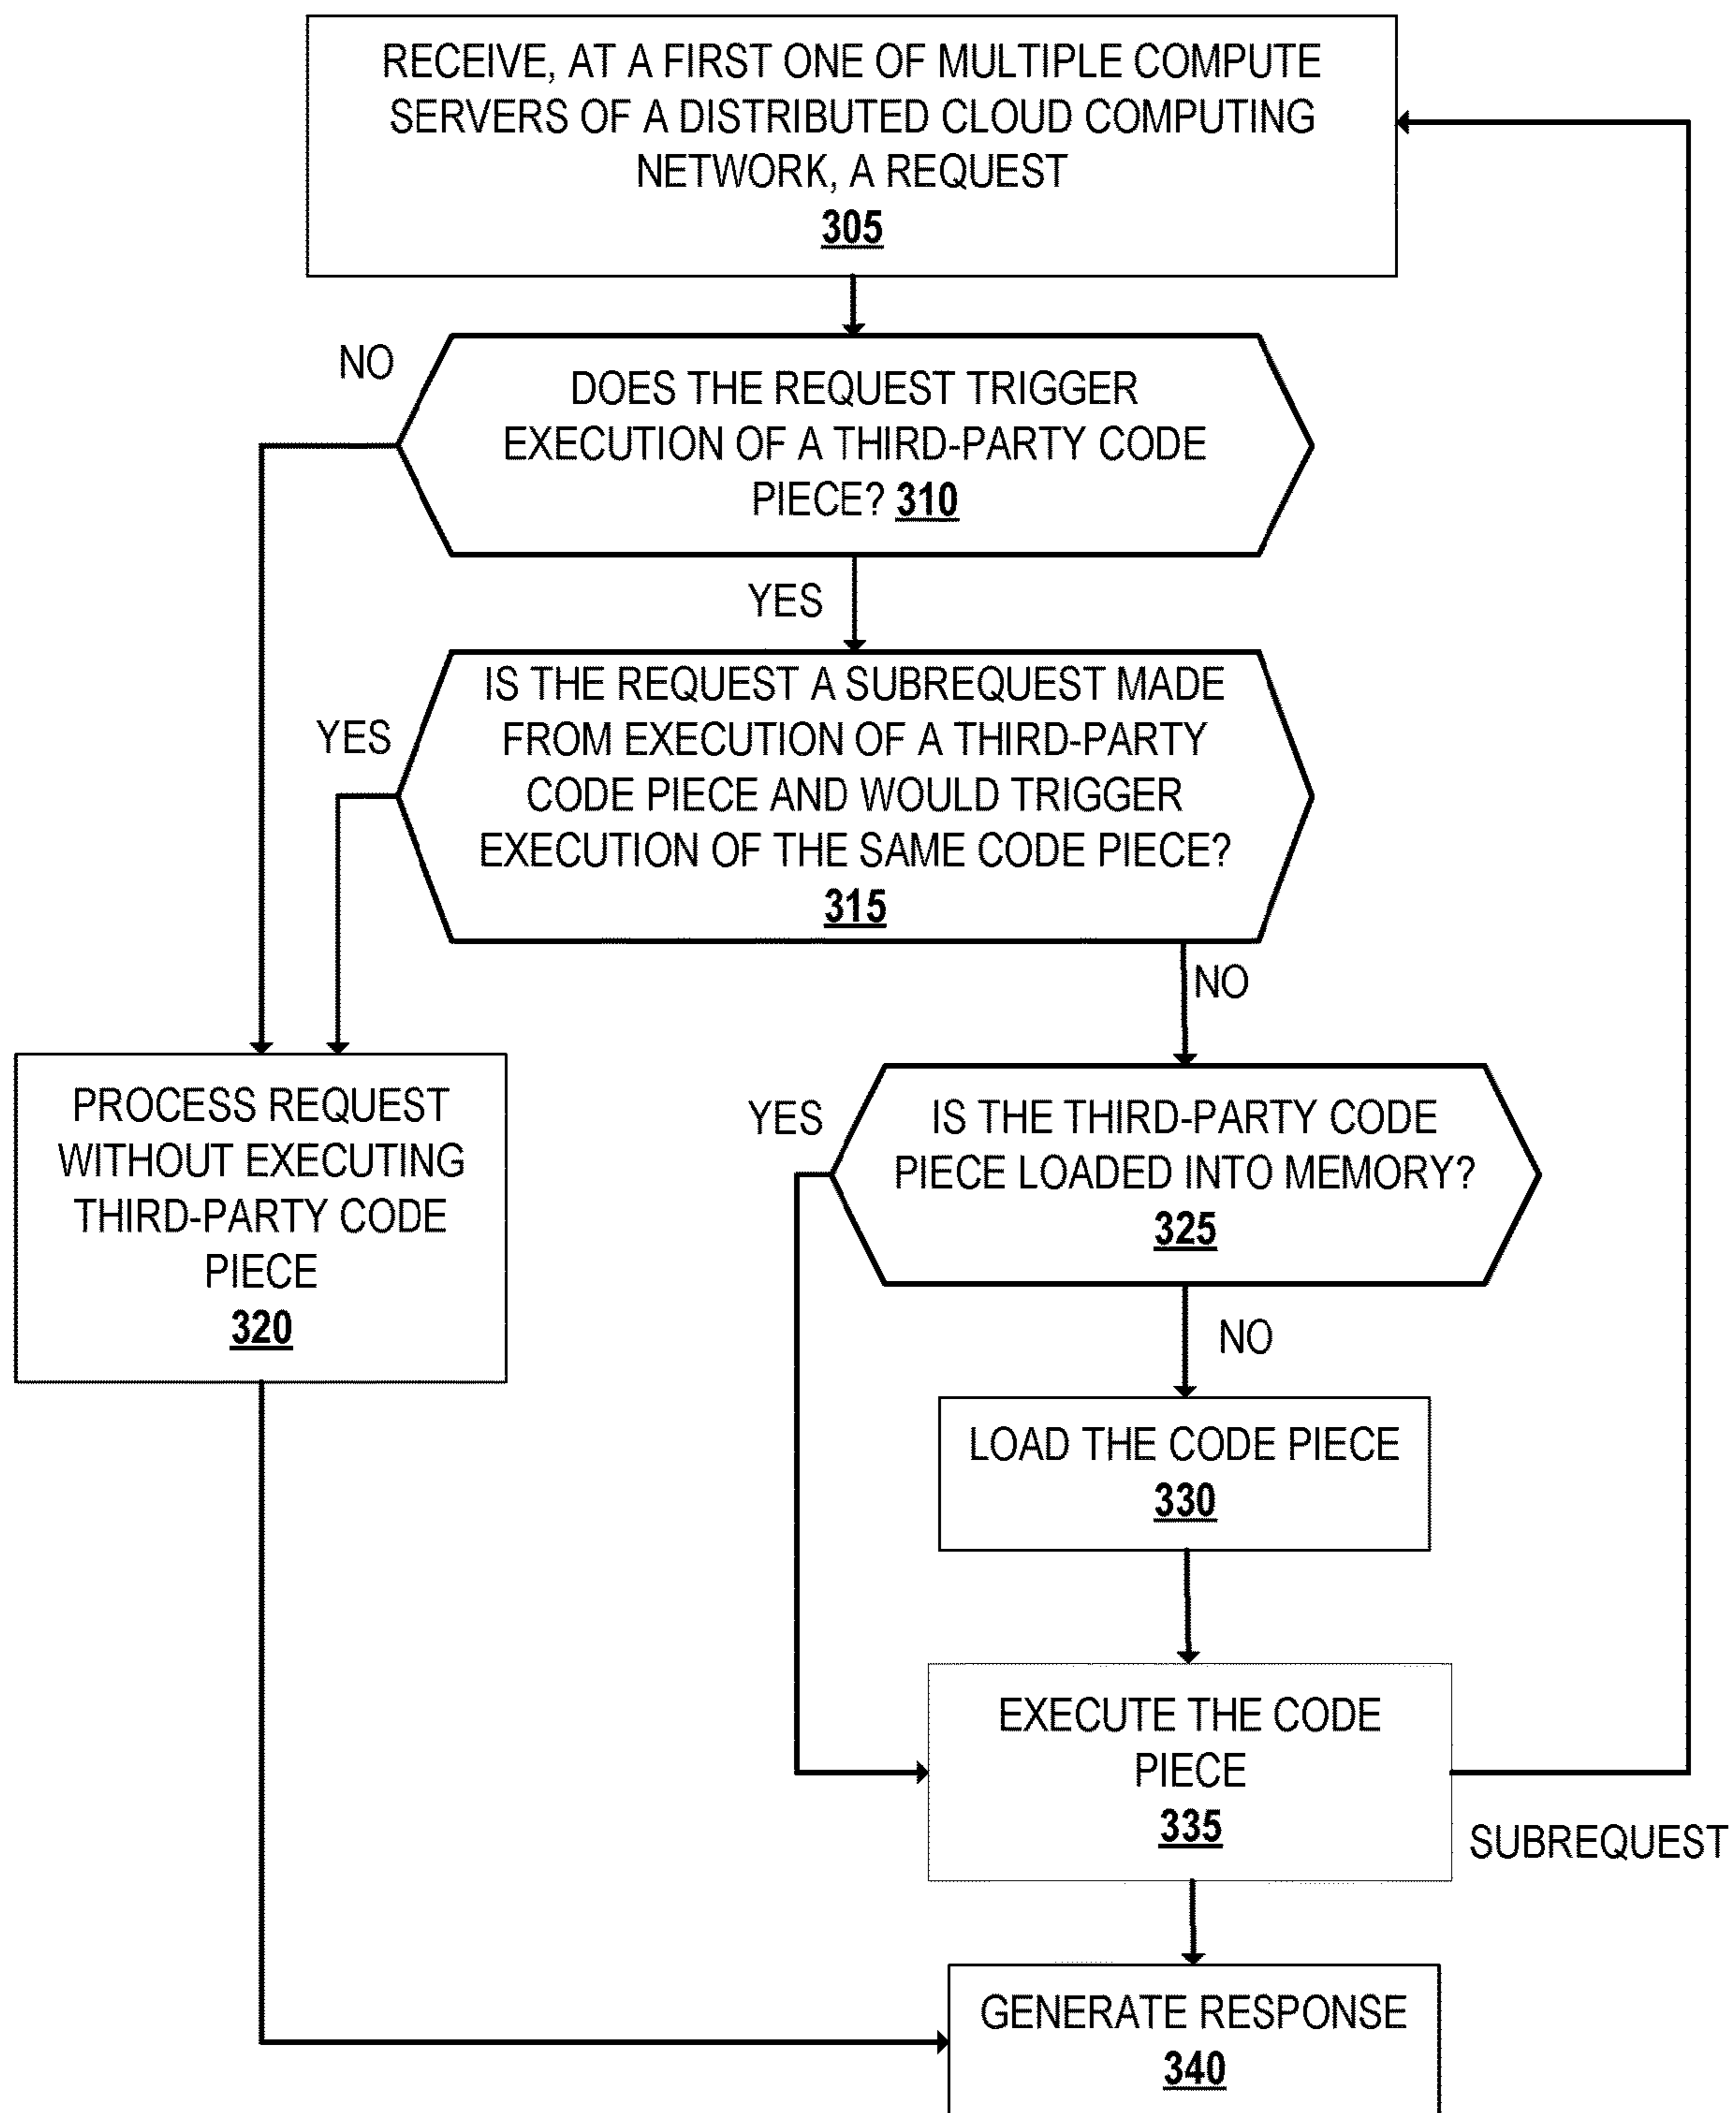 RECEIVE, AT A FIRST ONE OF MULTIPLE COMPUTE
SERVERS OF A DISTRIBUTED CLOUD COMPUTING
NETWORK, A REQUEST
305
NO
DOES THE REQUEST TRIGGER
EXECUTION OF A THIRD-PARTY CODE
PIECE? 310
YES
YES
IS THE REQUEST A SUBREQUEST MADE
FROM EXECUTION OF A THIRD-PARTY
CODE PIECE AND WOULD TRIGGER
EXECUTION OF THE SAME CODE PIECE?
315
NO
PROCESS REQUEST
WITHOUT EXECUTING
THIRD-PARTY CODE
PIECE
320
YES
IS THE THIRD-PARTY CODE
PIECE LOADED INTO MEMORY?
325
NO
LOAD THE CODE PIECE
330
EXECUTE THE CODE
PIECE
335
SUBREQUEST
GENERATE RESPONSE
340